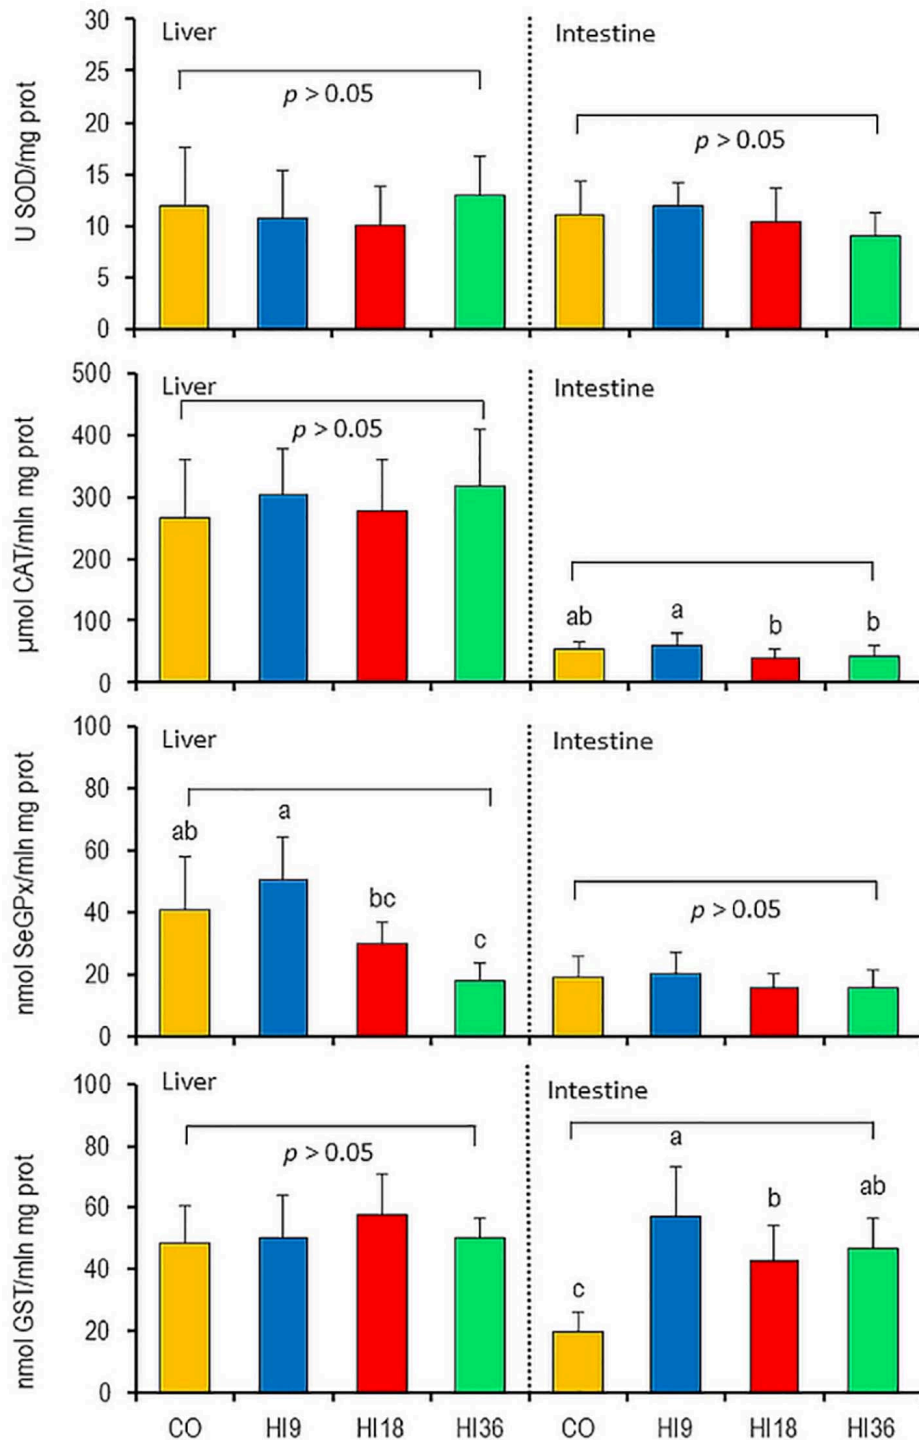 U SOD/mg prot
30
25
20
15
10
5
0
Liver
p > 0.05
Intestine
p > 0.05
µmol CAT/mln mg prot
500
400
300
200
100
0
Liver
p > 0.05
Intestine
ab a b b
nmol SeGPx/mln mg prot
100
80
60
40
20
0
Liver
ab a bc c
Intestine
p > 0.05
nmol GST/mln mg prot
100
80
60
40
20
0
Liver
p > 0.05
Intestine
c a b ab
CO HI9 HI18 HI36 CO HI9 HI18 HI36